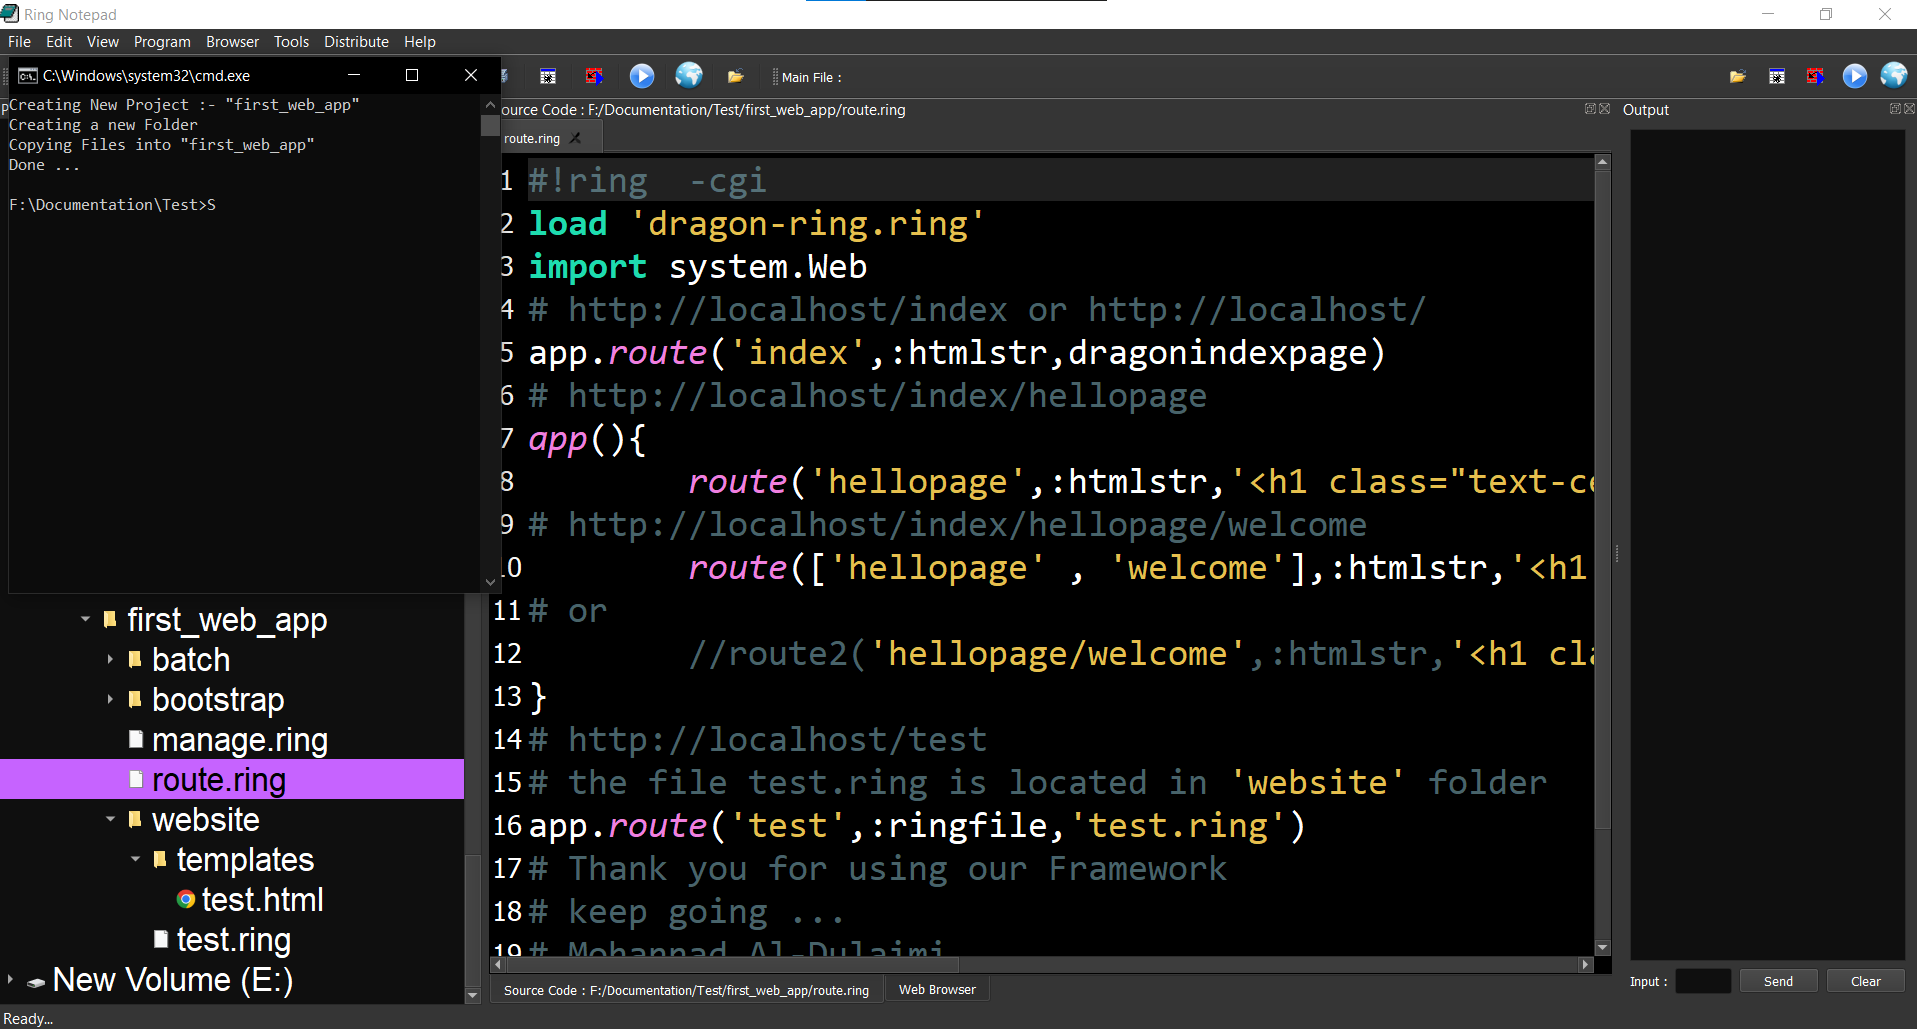 Ring Notepad
File Edit View Program Browser Tools Distribute Help
C:\Windows\system32\cmd.exe
Main File :
Creating New Project :- "first_web_app"
Creating a new Folder
Copying Files into "first_web_app"
Done ...
F:\Documentation\Test>S
ource Code : F:/Documentation/Test/first_web_app/route.ring
Output
route.ring
1 #!ring  -cgi
2 load 'dragon-ring.ring'
3 import system.Web
4 # http://localhost/index or http://localhost/
5 app.route('index',:htmlstr,dragonindexpage)
6 # http://localhost/index/hellopage
7 app(){
8 route('hellopage',:htmlstr,'<h1 class="text-ce
9 # http://localhost/index/hellopage/welcome
10 route(['hellopage' , 'welcome'],:htmlstr,'<h1
11 # or
12 //route2('hellopage/welcome',:htmlstr,'<h1 cla
13 }
14 # http://localhost/test
15 # the file test.ring is located in 'website' folder
16 app.route('test',:ringfile,'test.ring')
17 # Thank you for using our Framework
18 # keep going ...
19 # Mohannad Al-Dulaimi
first_web_app
batch
bootstrap
manage.ring
route.ring
website
templates
test.html
test.ring
New Volume (E:)
Source Code : F:/Documentation/Test/first_web_app/route.ring
Web Browser
Input :
Send
Clear
Ready...